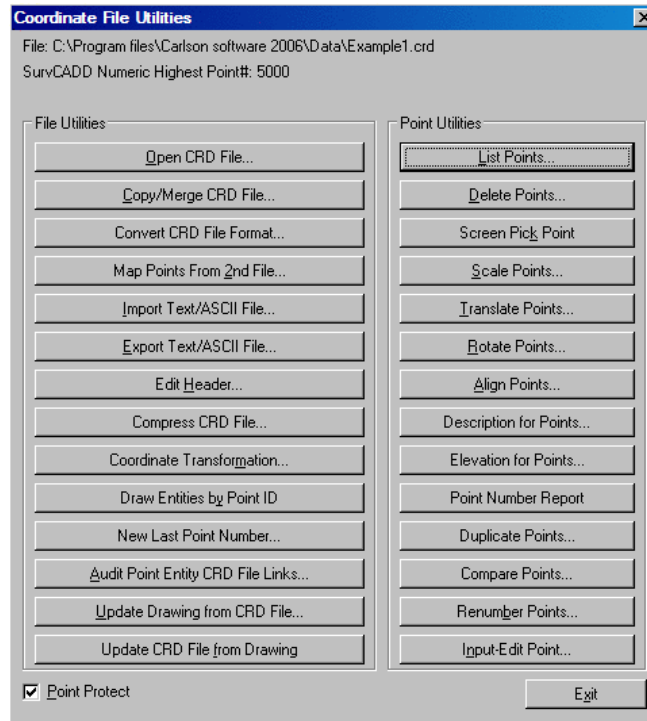 Coordinate File Utilities
File: C:\Program files\Carlson software 2006\Data\Example1.crd
SurvCADD Numeric Highest Point#: 5000
File Utilities
Open CRD File...
Copy/Merge CRD File...
Convert CRD File Format...
Map Points From 2nd File...
Import Text/ASCII File...
Export Text/ASCII File...
Edit Header...
Compress CRD File...
Coordinate Transformation...
Draw Entities by Point ID
New Last Point Number...
Audit Point Entity CRD File Links...
Update Drawing from CRD File...
Update CRD File from Drawing
Point Utilities
List Points...
Delete Points...
Screen Pick Point
Scale Points...
Translate Points...
Rotate Points...
Align Points...
Description for Points...
Elevation for Points...
Point Number Report
Duplicate Points...
Compare Points...
Renumber Points...
Input-Edit Point...
Point Protect
Exit